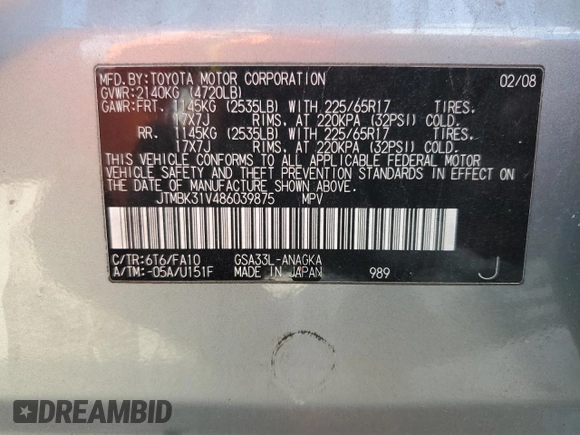 MFD.BY:TOYOTA MOTOR CORPORATION 02/08
GVWR:2140KG (4720LB)
GAWR:FRT. 1145KG (2535LB) WITH 225/65R17 TIRES.
17X7J RIMS, AT 220KPA (32PSI) COLD.
RR. 1145KG (2535LB) WITH 225/65R17 TIRES.
17X7J RIMS, AT 220KPA (32PSI) COLD.
THIS VEHICLE CONFORMS TO ALL APPLICABLE FEDERAL MOTOR
VEHICLE SAFETY AND THEFT PREVENTION STANDARDS IN EFFECT ON
THE DATE OF MANUFACTURE SHOWN ABOVE.
JTMBK31V486039875 MPV
C/TR:6T6/FA10 GSA33L-ANAGKA
A/TM:-05A/U151F MADE IN JAPAN 989 J
DREAMBID